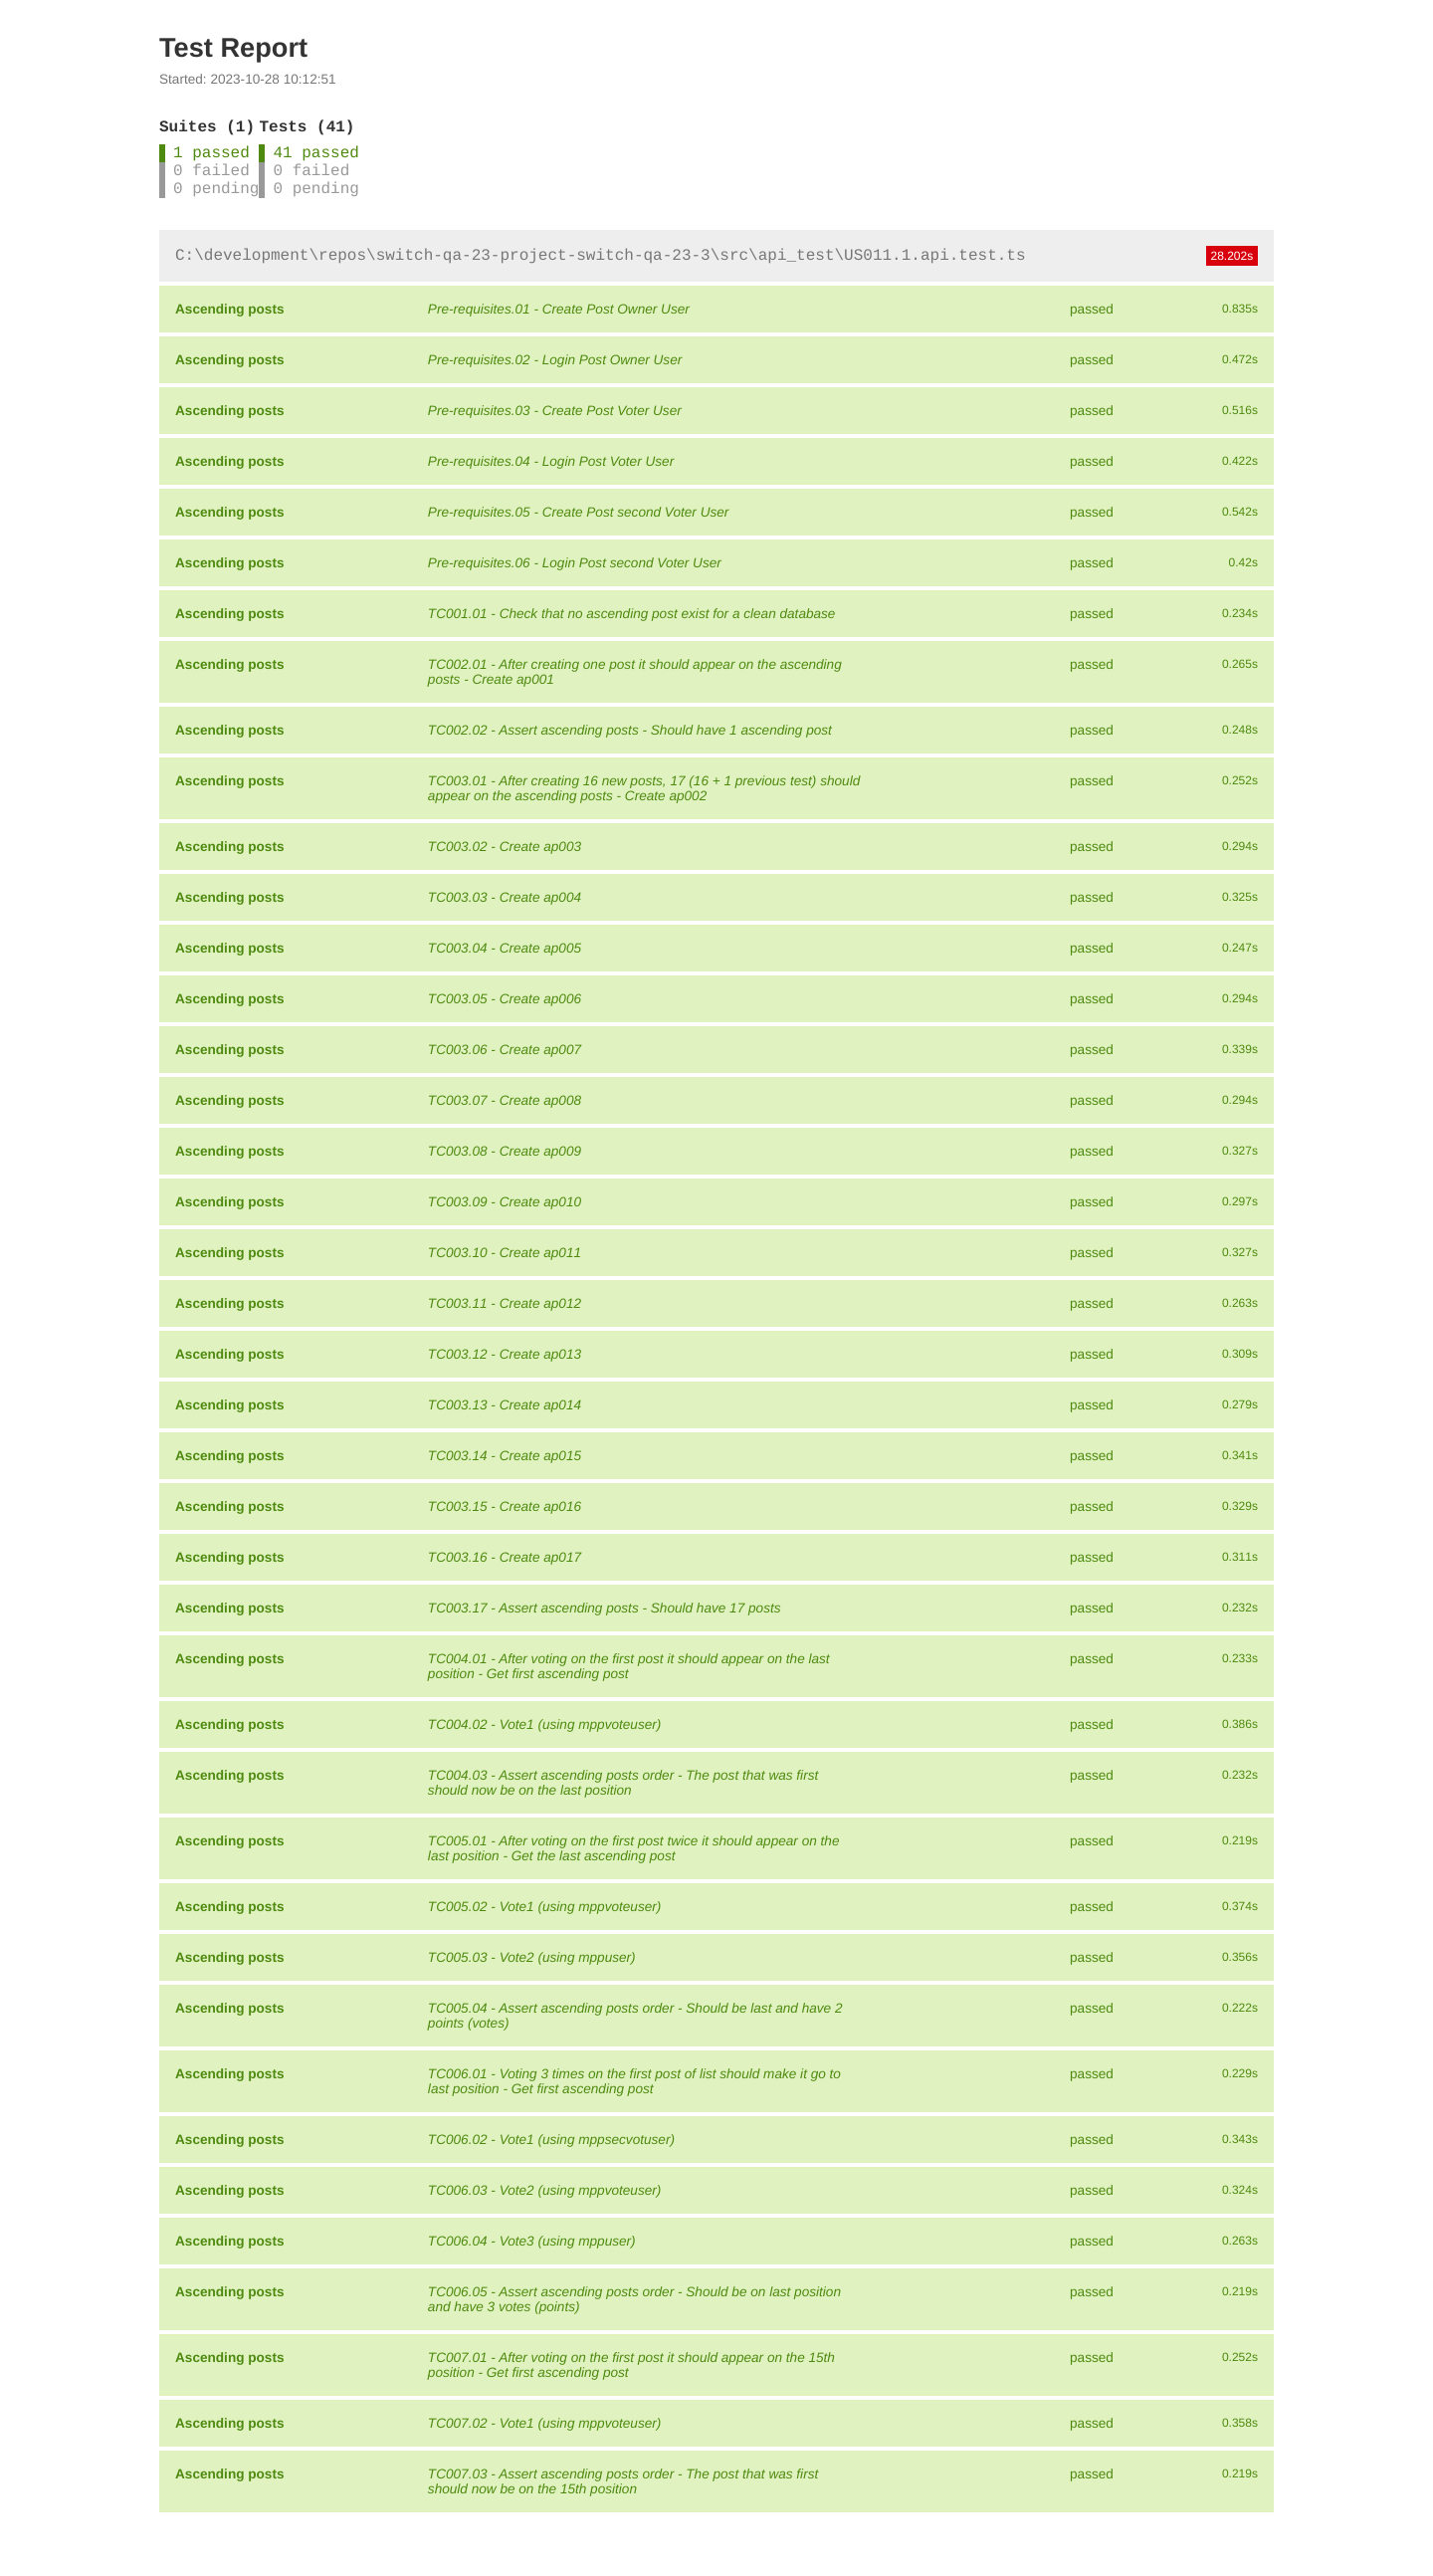 Test Report
Started: 2023-10-28 10:12:51
Suites (1) Tests (41)
1 passed 41 passed
0 failed 0 failed
0 pending 0 pending
C:\development\repos\switch-qa-23-project-switch-qa-23-3\src\api_test\US011.1.api.test.ts 28.202s
Ascending posts Pre-requisites.01 - Create Post Owner User passed 0.835s
Ascending posts Pre-requisites.02 - Login Post Owner User passed 0.472s
Ascending posts Pre-requisites.03 - Create Post Voter User passed 0.516s
Ascending posts Pre-requisites.04 - Login Post Voter User passed 0.422s
Ascending posts Pre-requisites.05 - Create Post second Voter User passed 0.542s
Ascending posts Pre-requisites.06 - Login Post second Voter User passed 0.42s
Ascending posts TC001.01 - Check that no ascending post exist for a clean database passed 0.234s
Ascending posts TC002.01 - After creating one post it should appear on the ascending passed 0.265s
posts - Create ap001
Ascending posts TC002.02 - Assert ascending posts - Should have 1 ascending post passed 0.248s
Ascending posts TC003.01 - After creating 16 new posts, 17 (16 + 1 previous test) should passed 0.252s
appear on the ascending posts - Create ap002
Ascending posts TC003.02 - Create ap003 passed 0.294s
Ascending posts TC003.03 - Create ap004 passed 0.325s
Ascending posts TC003.04 - Create ap005 passed 0.247s
Ascending posts TC003.05 - Create ap006 passed 0.294s
Ascending posts TC003.06 - Create ap007 passed 0.339s
Ascending posts TC003.07 - Create ap008 passed 0.294s
Ascending posts TC003.08 - Create ap009 passed 0.327s
Ascending posts TC003.09 - Create ap010 passed 0.297s
Ascending posts TC003.10 - Create ap011 passed 0.327s
Ascending posts TC003.11 - Create ap012 passed 0.263s
Ascending posts TC003.12 - Create ap013 passed 0.309s
Ascending posts TC003.13 - Create ap014 passed 0.279s
Ascending posts TC003.14 - Create ap015 passed 0.341s
Ascending posts TC003.15 - Create ap016 passed 0.329s
Ascending posts TC003.16 - Create ap017 passed 0.311s
Ascending posts TC003.17 - Assert ascending posts - Should have 17 posts passed 0.232s
Ascending posts TC004.01 - After voting on the first post it should appear on the last passed 0.233s
position - Get first ascending post
Ascending posts TC004.02 - Vote1 (using mppvoteuser) passed 0.386s
Ascending posts TC004.03 - Assert ascending posts order - The post that was first passed 0.232s
should now be on the last position
Ascending posts TC005.01 - After voting on the first post twice it should appear on the passed 0.219s
last position - Get the last ascending post
Ascending posts TC005.02 - Vote1 (using mppvoteuser) passed 0.374s
Ascending posts TC005.03 - Vote2 (using mppuser) passed 0.356s
Ascending posts TC005.04 - Assert ascending posts order - Should be last and have 2 passed 0.222s
points (votes)
Ascending posts TC006.01 - Voting 3 times on the first post of list should make it go to passed 0.229s
last position - Get first ascending post
Ascending posts TC006.02 - Vote1 (using mppsecvotuser) passed 0.343s
Ascending posts TC006.03 - Vote2 (using mppvoteuser) passed 0.324s
Ascending posts TC006.04 - Vote3 (using mppuser) passed 0.263s
Ascending posts TC006.05 - Assert ascending posts order - Should be on last position passed 0.219s
and have 3 votes (points)
Ascending posts TC007.01 - After voting on the first post it should appear on the 15th passed 0.252s
position - Get first ascending post
Ascending posts TC007.02 - Vote1 (using mppvoteuser) passed 0.358s
Ascending posts TC007.03 - Assert ascending posts order - The post that was first passed 0.219s
should now be on the 15th position